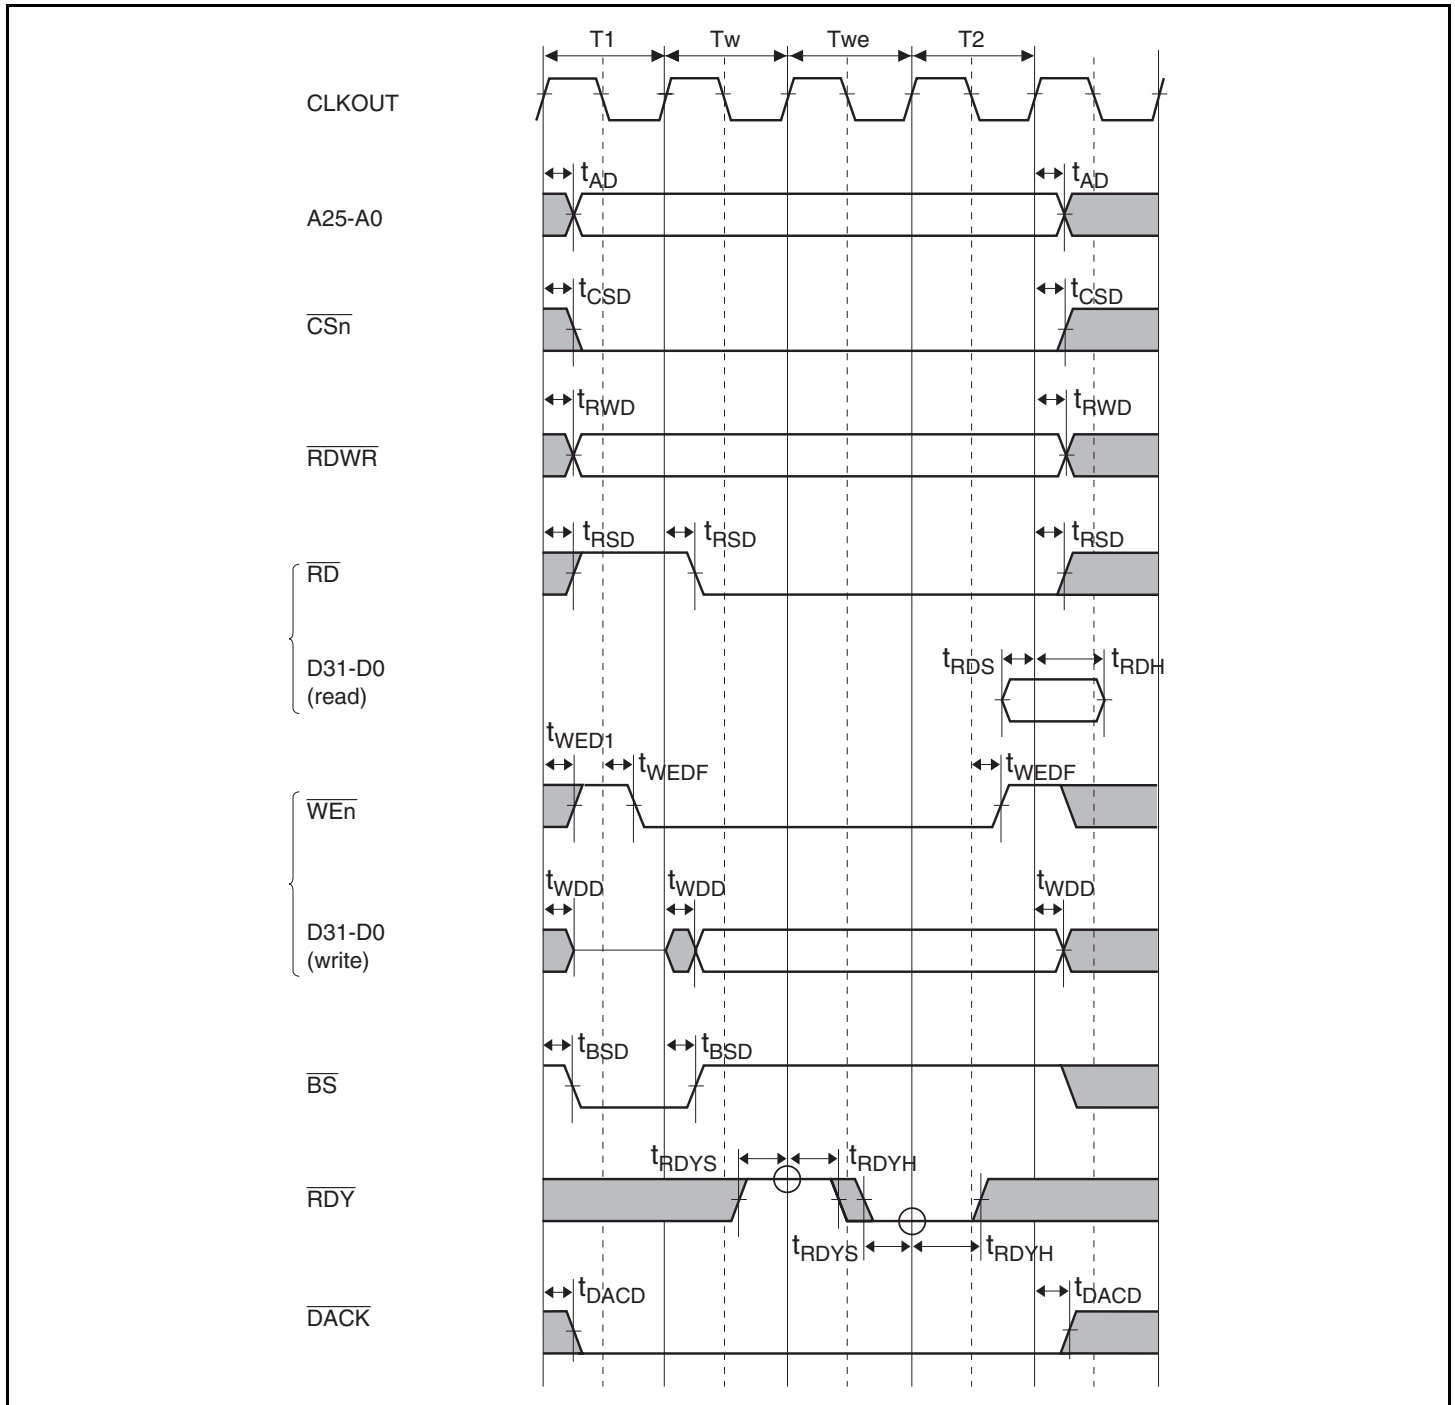 T1 Tw Twe T2
CLKOUT
tAD tAD
A25-A0
tCSD tCSD
CSn
tRWD tRWD
RDWR
tRSD tRSD tRSD
RD
tRDS tRDH
D31-D0
(read)
tWED1
tWEDF tWEDF
WEn
tWDD tWDD tWDD
D31-D0
(write)
tBSD tBSD
BS
tRDYS tRDYH
RDY
tRDYS tRDYH
tDACD tDACD
DACK